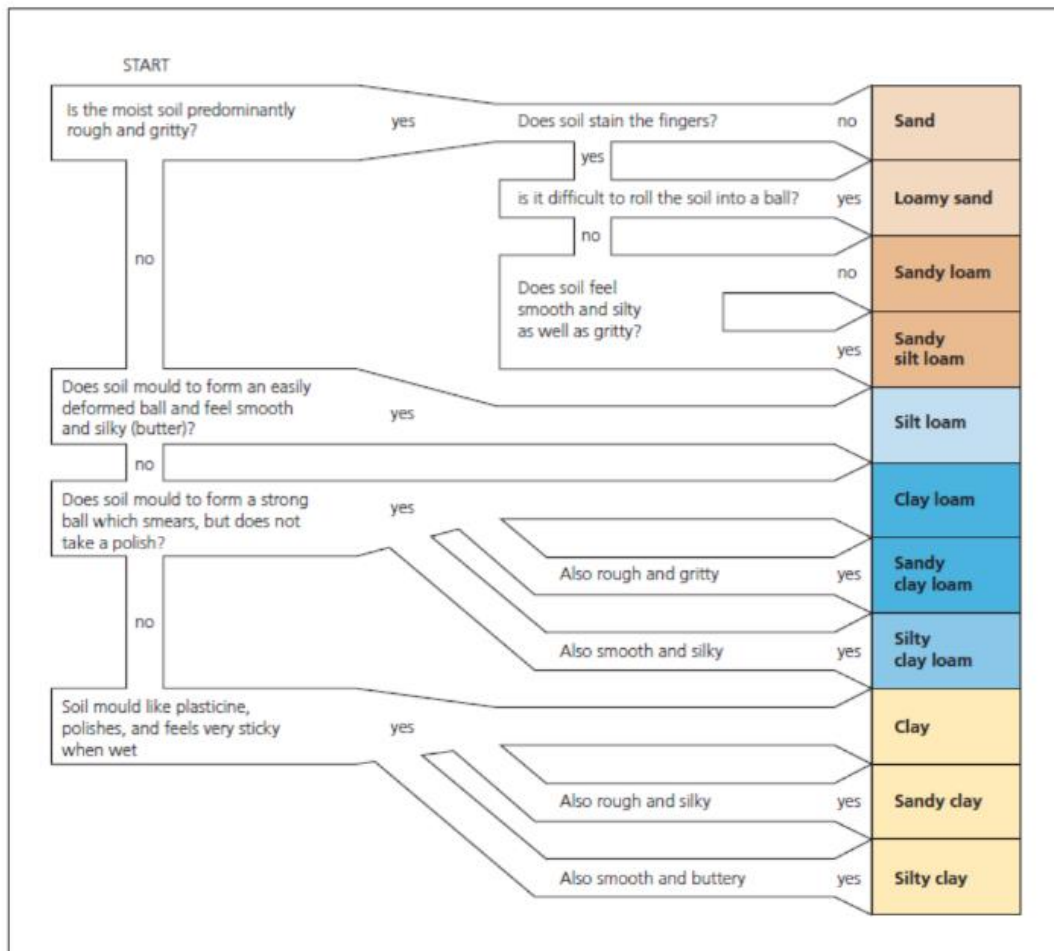 START
Is the moist soil predominantly
rough and gritty?
yes
Does soil stain the fingers?
no
Sand
yes
is it difficult to roll the soil into a ball?
yes
Loamy sand
no
no
Does soil feel
smooth and silty
as well as gritty?
no
Sandy loam
yes
Sandy
silt loam
Does soil mould to form an easily
deformed ball and feel smooth
and silky (butter)?
yes
Silt loam
no
Does soil mould to form a strong
ball which smears, but does not
take a polish?
yes
Clay loam
Also rough and gritty
yes
Sandy
clay loam
no
Also smooth and silky
yes
Silty
clay loam
Soil mould like plasticine,
polishes, and feels very sticky
when wet
yes
Clay
Also rough and silky
yes
Sandy clay
Also smooth and buttery
yes
Silty clay